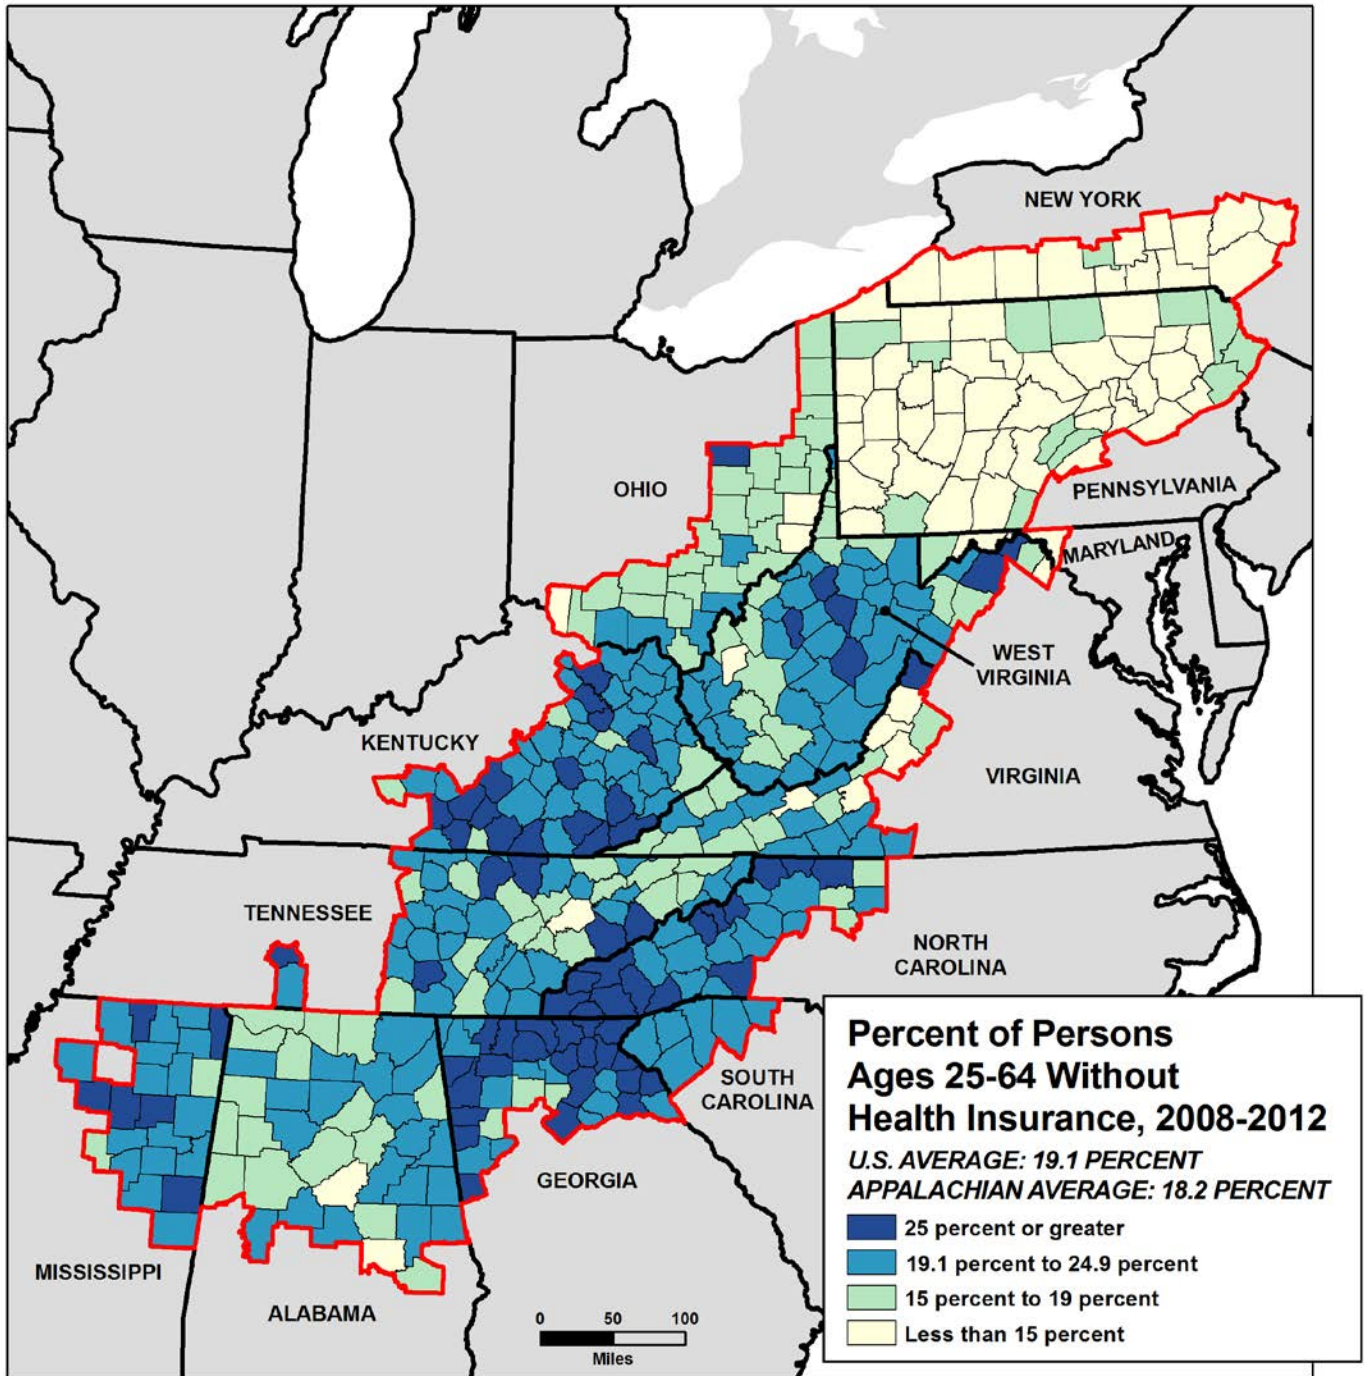 NEW YORK
OHIO
PENNSYLVANIA
MARYLAND
WEST
VIRGINIA
KENTUCKY
VIRGINIA
TENNESSEE
NORTH
CAROLINA
SOUTH
CAROLINA
GEORGIA
MISSISSIPPI
ALABAMA
0 50 100
Miles
Percent of Persons
Ages 25-64 Without
Health Insurance, 2008-2012
U.S. AVERAGE: 19.1 PERCENT
APPALACHIAN AVERAGE: 18.2 PERCENT
25 percent or greater
19.1 percent to 24.9 percent
15 percent to 19 percent
Less than 15 percent